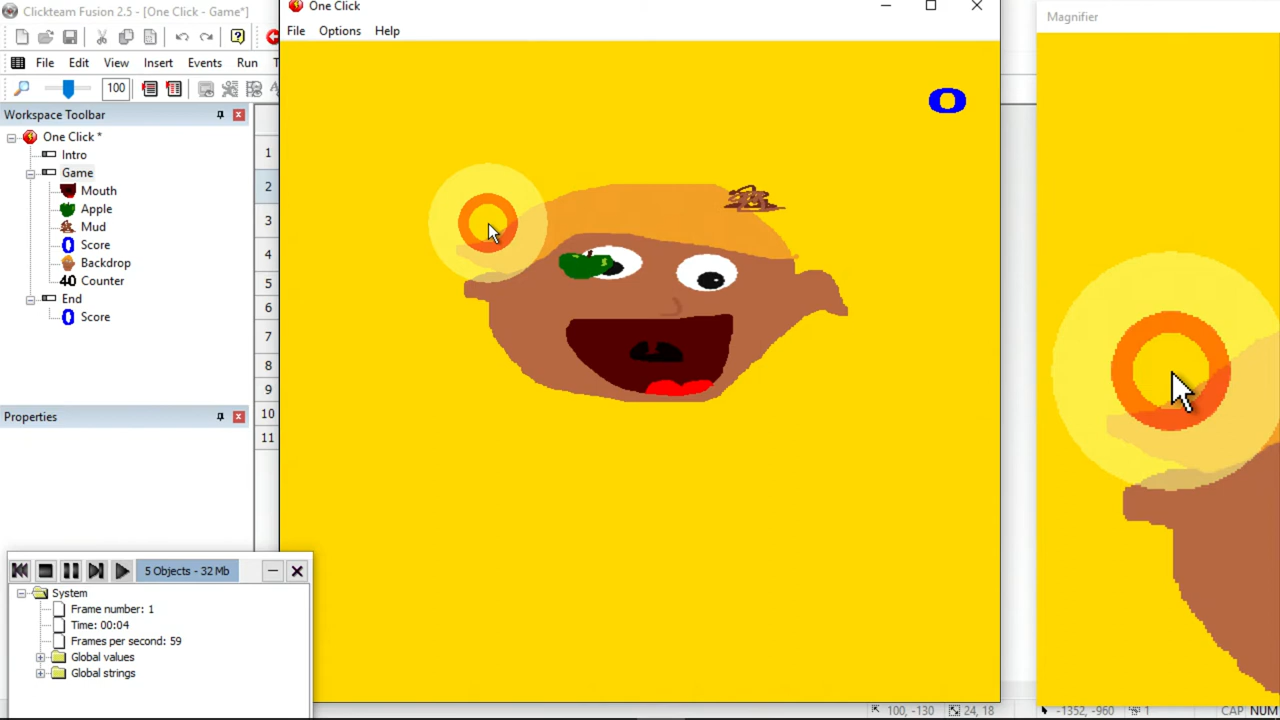 Clickteam Fusion 2.5 - [One Click - Game*]
File Edit View Insert Events Run T
100
Workspace Toolbar
One Click *
Intro
Game
Mouth
Apple
Mud
Score
Backdrop
40 Counter
End
Score
Properties
1
2
3
4
5
6
7
8
9
10
11
One Click
File Options Help
0
Magnifier
5 Objects - 32 Mb
System
Frame number: 1
Time: 00:04
Frames per second: 59
Global values
Global strings
100, -130 24, 18 -1352, -960 1 CAP NUM